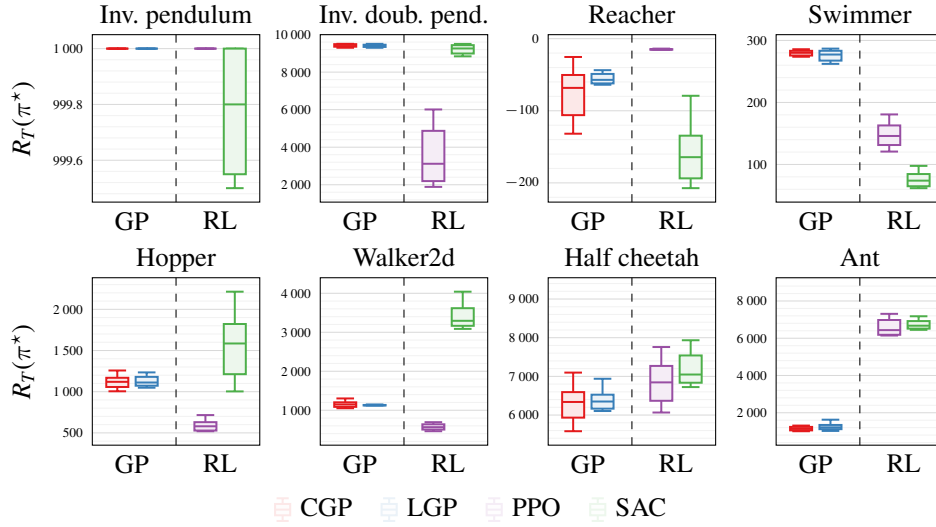 Inv. pendulum
Inv. doub. pend.
Reacher
Swimmer
R_T(π⋆)
1 000
999.8
999.6
GP
RL
10 000
8 000
6 000
4 000
2 000
GP
RL
0
−100
−200
GP
RL
300
200
100
GP
RL
Hopper
Walker2d
Half cheetah
Ant
R_T(π⋆)
2 000
1 500
1 000
500
GP
RL
4 000
3 000
2 000
1 000
GP
RL
9 000
8 000
7 000
6 000
GP
RL
8 000
6 000
4 000
2 000
GP
RL
CGP LGP PPO SAC